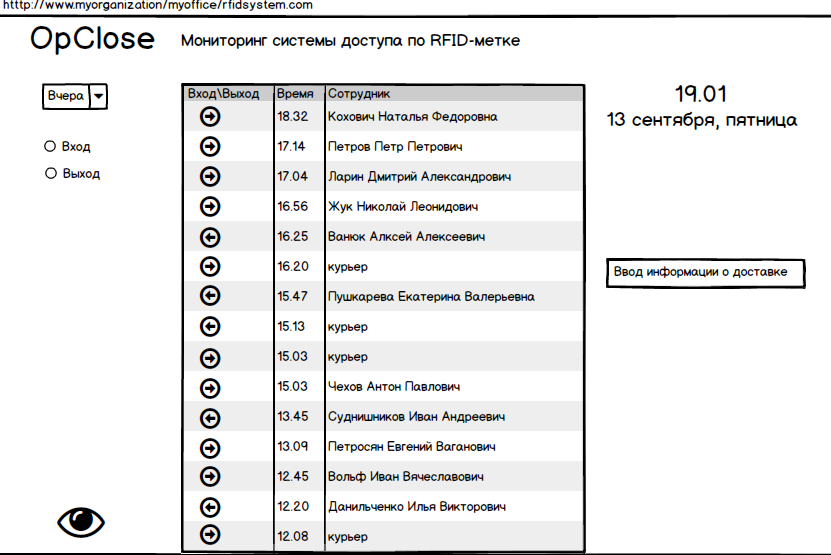 htttp://www.myorganization/myoffice/rfidsystem.com
OpClose
Мониторинг системы доступа по RFID-метке
Вчера
Вход
Выход
Вход\Выход Время Сотрудник
18.32 Кохович Наталья Федоровна
17.14 Петров Петр Петрович
17.04 Ларин Дмитрий Александрович
16.56 Жук Николай Леонидович
16.25 Ванюк Алксей Алексеевич
16.20 курьер
15.47 Пушкарева Екатерина Валерьевна
15.13 курьер
15.03 курьер
15.03 Чехов Антон Павлович
13.45 Суднишников Иван Андреевич
13.09 Петросян Евгений Ваганович
12.45 Вольф Иван Вячеславович
12.20 Данильченко Илья Викторович
12.08 курьер
19.01
13 сентября, пятница
Ввод информации о доставке